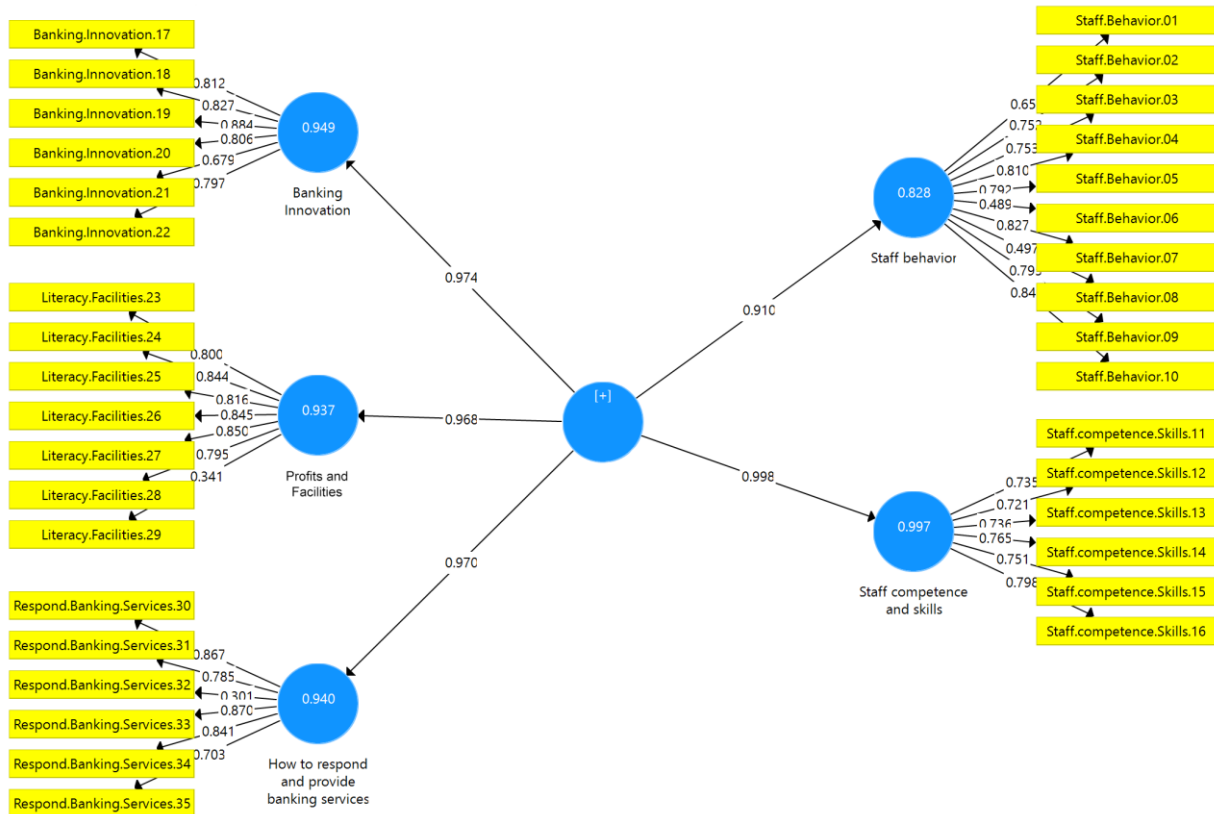 Banking.Innovation.17
Banking.Innovation.18
Banking.Innovation.19
Banking.Innovation.20
Banking.Innovation.21
Banking.Innovation.22
0.812
0.827
0.884
0.806
0.679
0.797
0.949
Banking
Innovation
Literacy.Facilities.23
Literacy.Facilities.24
Literacy.Facilities.25
Literacy.Facilities.26
Literacy.Facilities.27
Literacy.Facilities.28
Literacy.Facilities.29
0.800
0.844
0.816
0.845
0.850
0.795
0.341
0.937
Profits and
Facilities
Respond.Banking.Services.30
Respond.Banking.Services.31
Respond.Banking.Services.32
Respond.Banking.Services.33
Respond.Banking.Services.34
Respond.Banking.Services.35
0.867
0.785
0.301
0.870
0.841
0.703
0.940
How to respond
and provide
banking services
0.974
0.968
0.970
[+]
0.910
0.998
0.828
Staff behavior
0.65
0.752
0.753
0.810
0.792
0.489
0.827
0.497
0.795
0.84
Staff.Behavior.01
Staff.Behavior.02
Staff.Behavior.03
Staff.Behavior.04
Staff.Behavior.05
Staff.Behavior.06
Staff.Behavior.07
Staff.Behavior.08
Staff.Behavior.09
Staff.Behavior.10
0.997
Staff competence
and skills
0.735
0.721
0.736
0.765
0.751
0.798
Staff.competence.Skills.11
Staff.competence.Skills.12
Staff.competence.Skills.13
Staff.competence.Skills.14
Staff.competence.Skills.15
Staff.competence.Skills.16